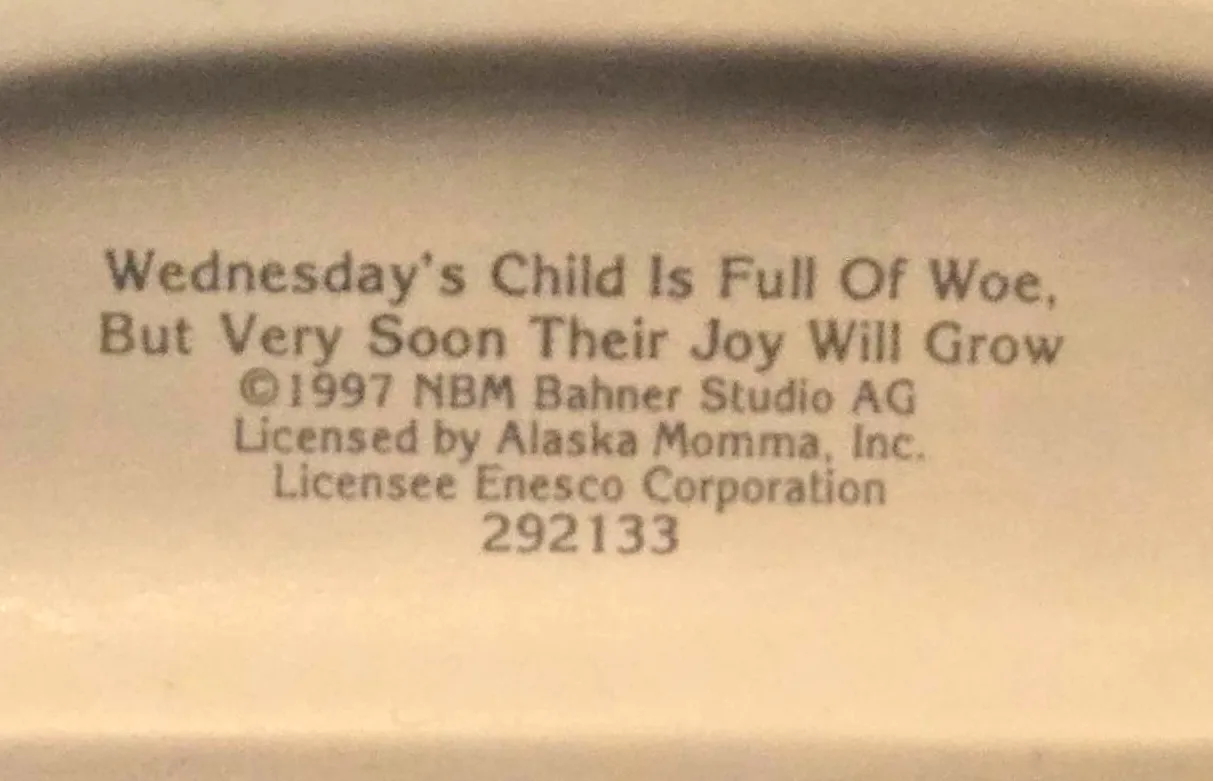 Wednesday's Child Is Full Of Woe,
But Very Soon Their Joy Will Grow
©1997 NBM Bahner Studio AG
Licensed by Alaska Momma, Inc.
Licensee Enesco Corporation
292133